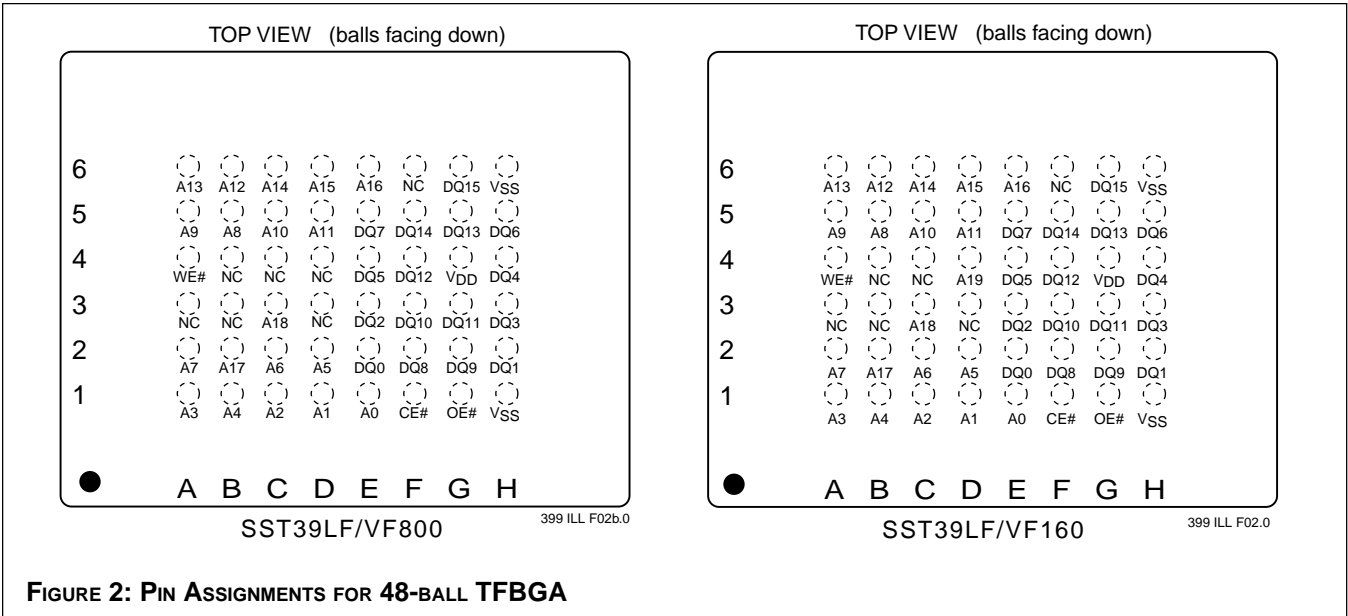 TOP VIEW (balls facing down)
6
A13 A12 A14 A15 A16 NC DQ15 VSS
5
A9 A8 A10 A11 DQ7 DQ14 DQ13 DQ6
4
WE# NC NC NC DQ5 DQ12 VDD DQ4
3
NC NC A18 NC DQ2 DQ10 DQ11 DQ3
2
A7 A17 A6 A5 DQ0 DQ8 DQ9 DQ1
1
A3 A4 A2 A1 A0 CE# OE# VSS
A B C D E F G H
SST39LF/VF800
399 ILL F02b.0
TOP VIEW (balls facing down)
6
A13 A12 A14 A15 A16 NC DQ15 VSS
5
A9 A8 A10 A11 DQ7 DQ14 DQ13 DQ6
4
WE# NC NC A19 DQ5 DQ12 VDD DQ4
3
NC NC A18 NC DQ2 DQ10 DQ11 DQ3
2
A7 A17 A6 A5 DQ0 DQ8 DQ9 DQ1
1
A3 A4 A2 A1 A0 CE# OE# VSS
A B C D E F G H
SST39LF/VF160
399 ILL F02.0
FIGURE 2: PIN ASSIGNMENTS FOR 48-BALL TFBGA